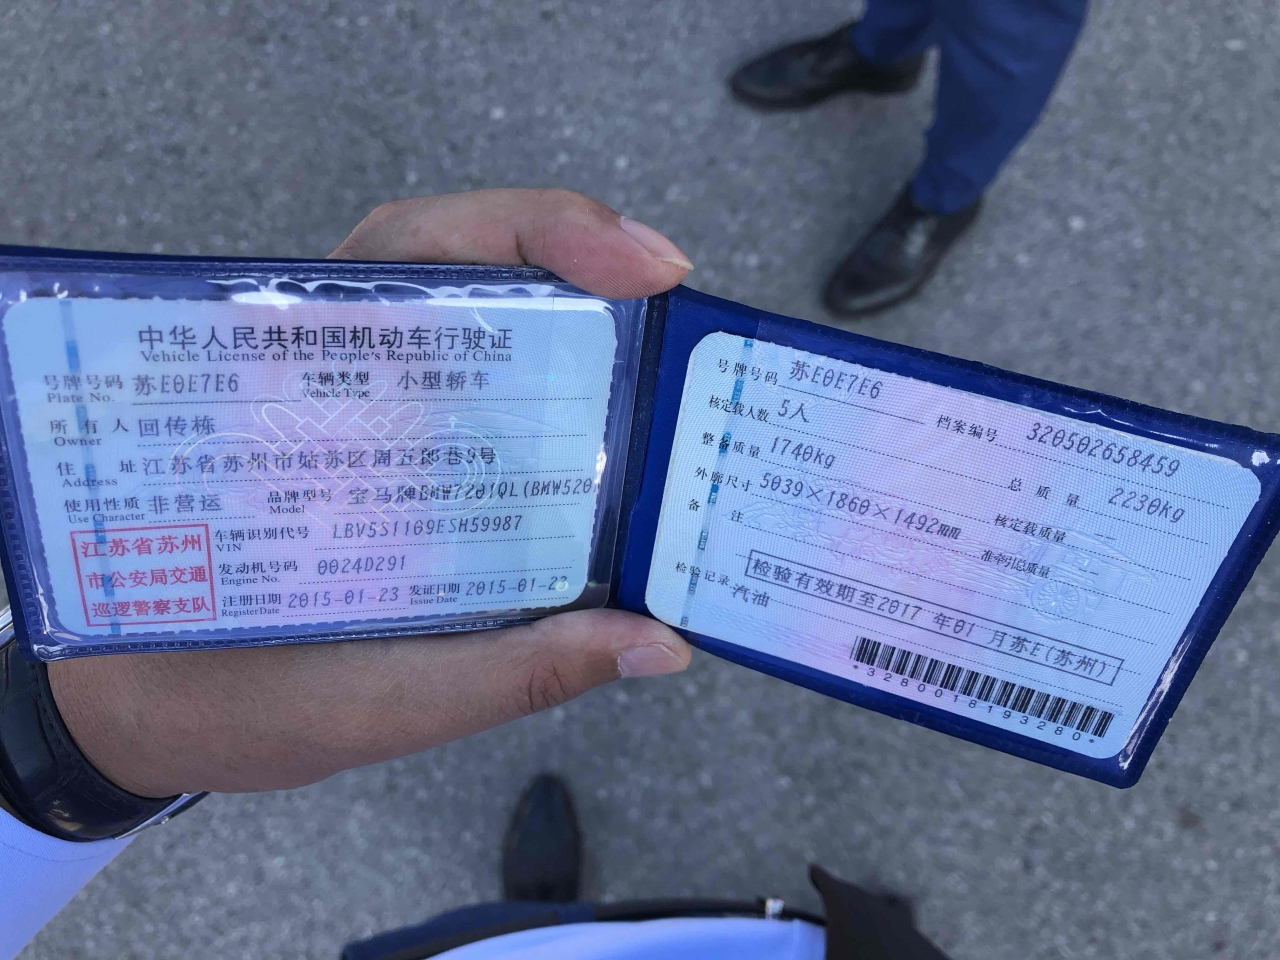 中华人民共和国机动车行驶证
Vehicle License of the People's Republic of China
号牌号码 苏E0E7E6 车辆类型 小型轿车
Plate No. Vehicle Type
所有人 回传栋
Owner
住址 江苏省苏州市姑苏区周五郎巷9号
Address
使用性质 非营运 品牌型号 宝马牌BMW7201QL(BMW520
Use Character Model
江苏省苏州
市公安局交通
巡逻警察支队
车辆识别代号 LBV5S1109ESH59987
VIN
发动机号码 0024D291
Engine No.
注册日期 2015-01-23 发证日期 2015-01-23
Register Date Issue Date
号牌号码 苏E0E7E6 档案编号 320502658459
核定载人数 5人 总质量 2230kg
整备质量 1740kg 核定载质量 --
外廓尺寸 5039×1860×1492mm 准牵引总质量 --
备注
检验有效期至2017年01月苏E(苏州)
检验记录 汽油
*3280018193280*